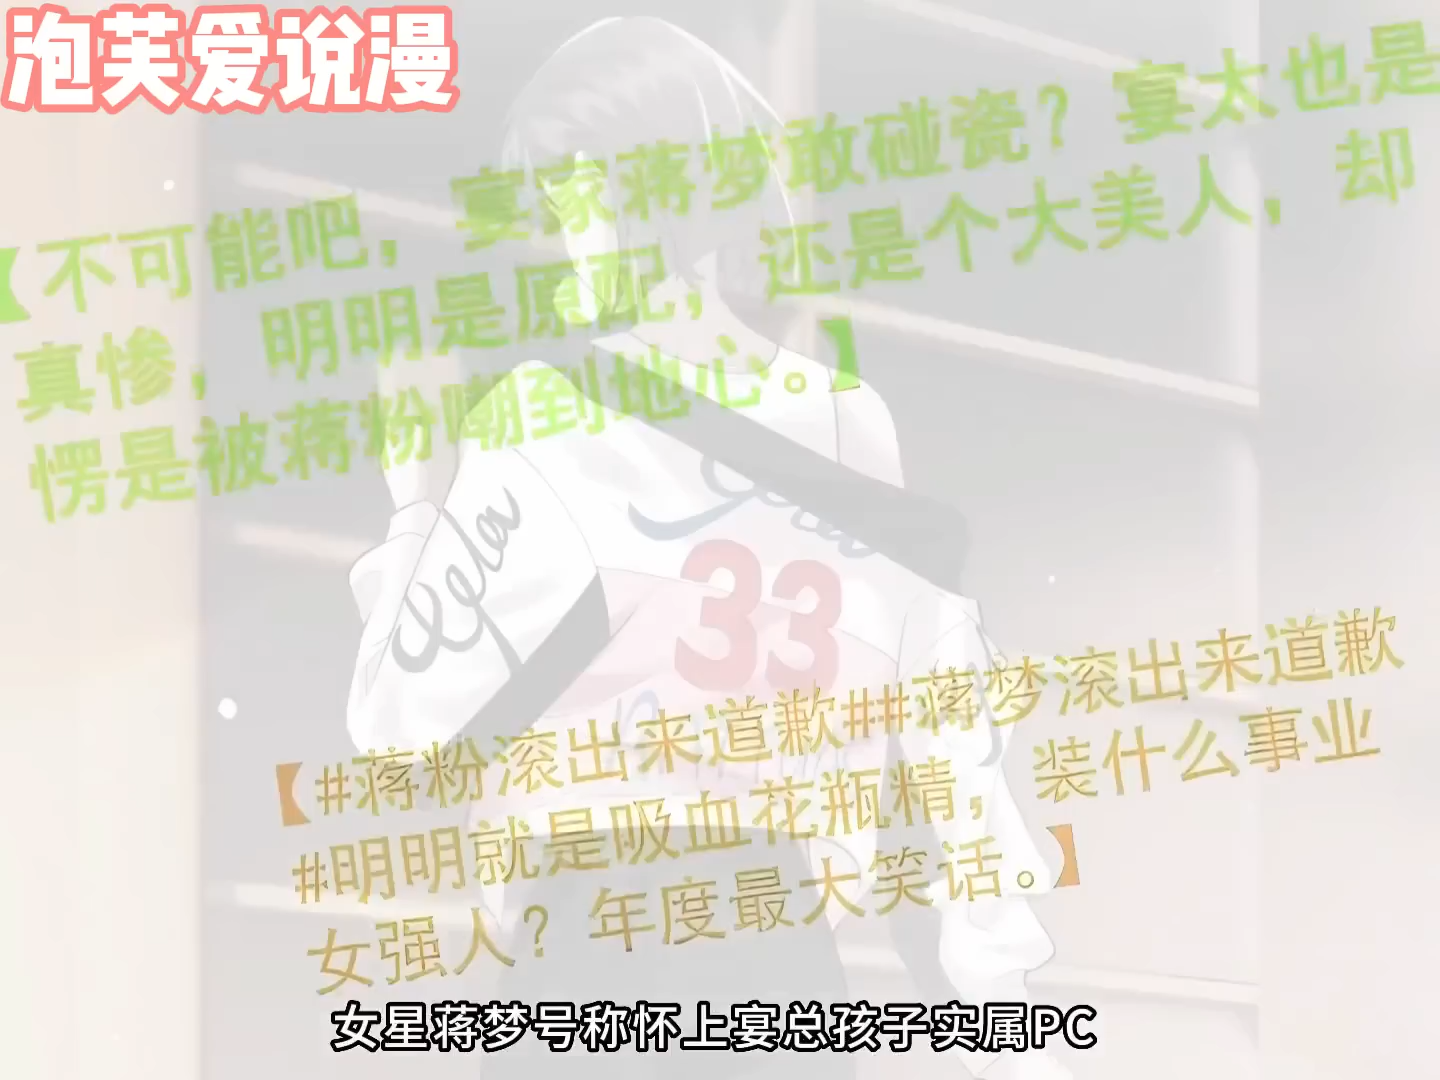 泡芙爱说漫
【不可能吧，宴家蒋梦敢碰瓷？宴太也是
真惨，明明是原配，还是个大美人，却
愣是被蒋粉嘲到地心。】
33
【#蒋粉滚出来道歉##蒋梦滚出来道歉
#明明就是吸血花瓶精，装什么事业
女强人？年度最大笑话。】
女星蒋梦号称怀上宴总孩子实属PC